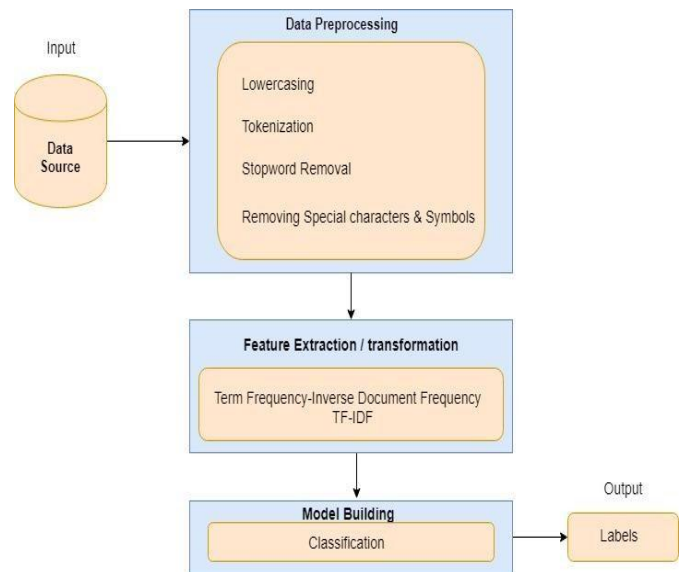 Input
Data
Source
Data Preprocessing
Lowercasing
Tokenization
Stopword Removal
Removing Special characters & Symbols
Feature Extraction / transformation
Term Frequency-Inverse Document Frequency
TF-IDF
Model Building
Classification
Output
Labels